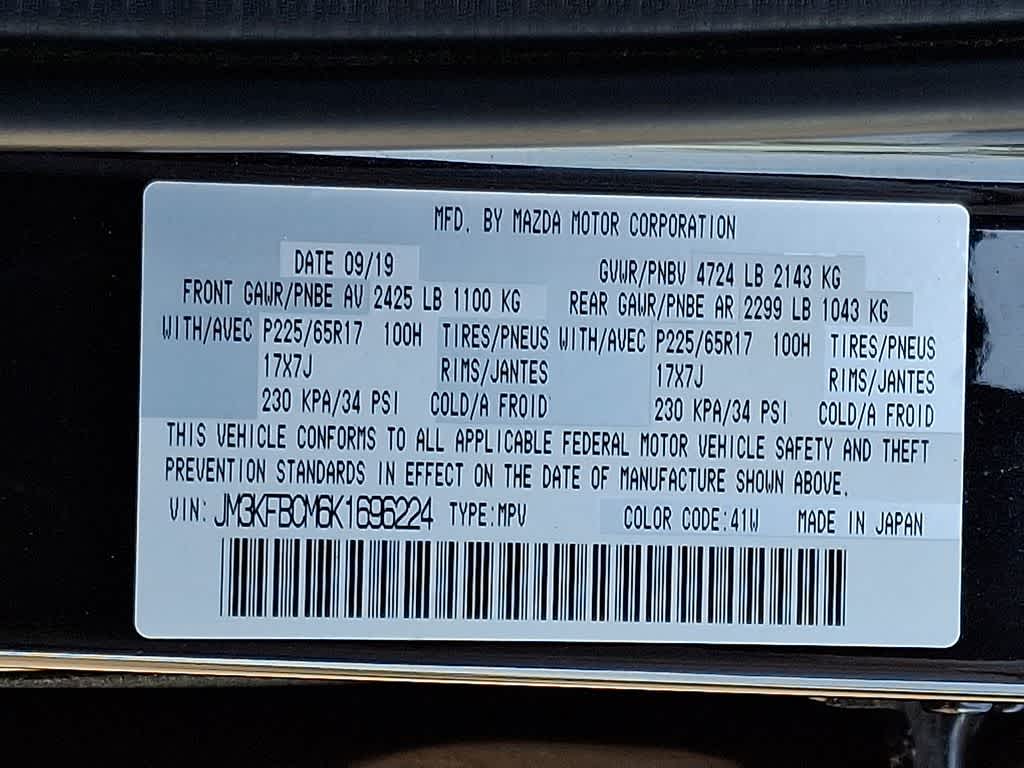 MFD. BY MAZDA MOTOR CORPORATION
DATE 09/19 GVWR/PNBV 4724 LB 2143 KG
FRONT GAWR/PNBE AV 2425 LB 1100 KG REAR GAWR/PNBE AR 2299 LB 1043 KG
WITH/AVEC P225/65R17 100H TIRES/PNEUS WITH/AVEC P225/65R17 100H TIRES/PNEUS
17X7J RIMS/JANTES 17X7J RIMS/JANTES
230 KPA/34 PSI COLD/A FROID 230 KPA/34 PSI COLD/A FROID
THIS VEHICLE CONFORMS TO ALL APPLICABLE FEDERAL MOTOR VEHICLE SAFETY AND THEFT
PREVENTION STANDARDS IN EFFECT ON THE DATE OF MANUFACTURE SHOWN ABOVE.
VIN: JM3KFBCM6K1696224 TYPE:MPV COLOR CODE:41W MADE IN JAPAN